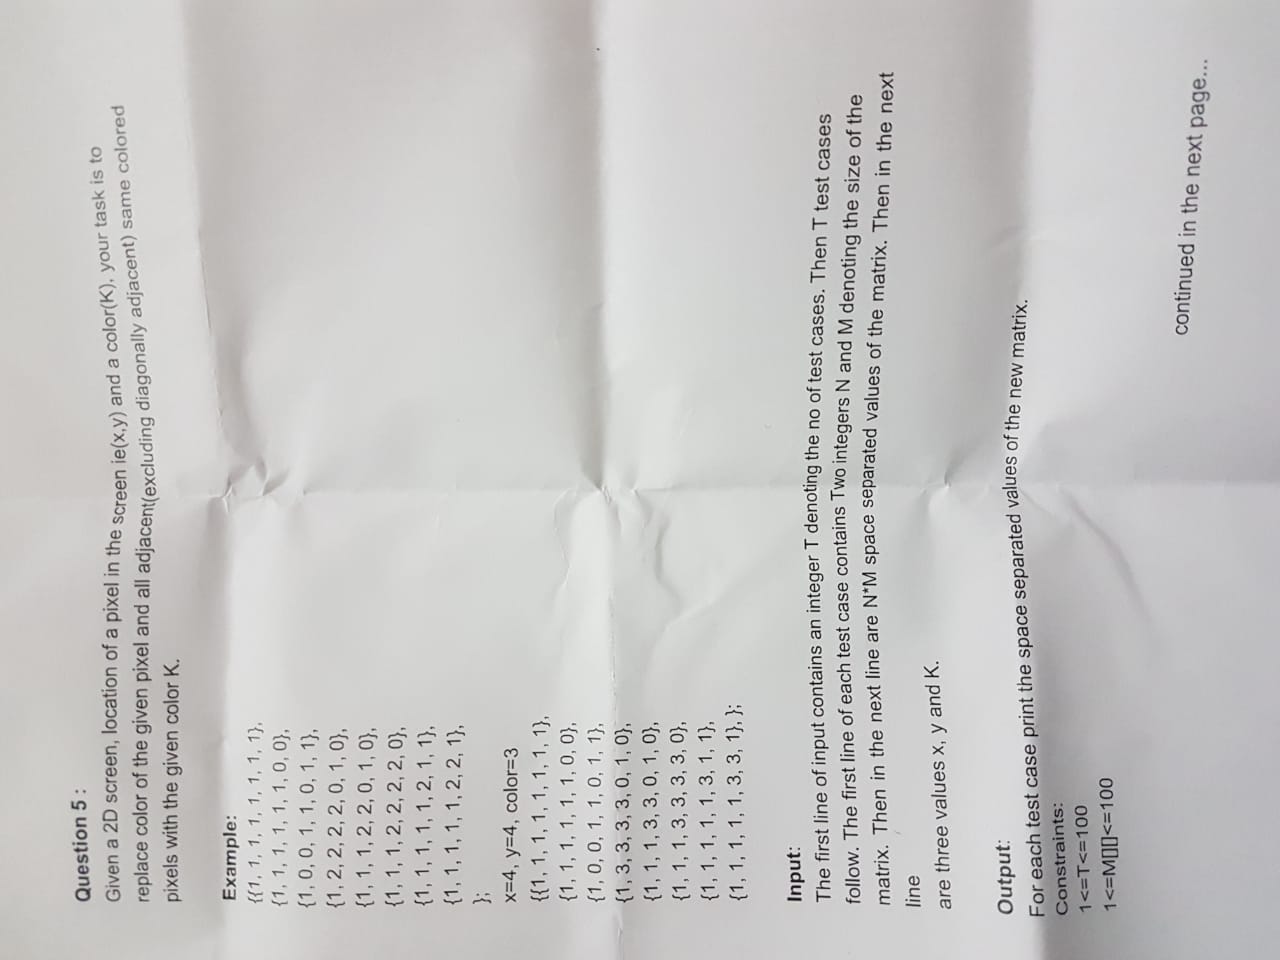 Question 5 :
Given a 2D screen, location of a pixel in the screen ie(x,y) and a color(K), your task is to
replace color of the given pixel and all adjacent(excluding diagonally adjacent) same colored
pixels with the given color K.
Example:
{{1, 1, 1, 1, 1, 1, 1, 1},
{1, 1, 1, 1, 1, 1, 0, 0},
{1, 0, 0, 1, 1, 0, 1, 1},
{1, 2, 2, 2, 2, 0, 1, 0},
{1, 1, 1, 2, 2, 0, 1, 0},
{1, 1, 1, 2, 2, 2, 2, 0},
{1, 1, 1, 1, 1, 2, 1, 1},
{1, 1, 1, 1, 1, 2, 2, 1},
};
x=4, y=4, color=3
{{1, 1, 1, 1, 1, 1, 1, 1},
{1, 1, 1, 1, 1, 1, 0, 0},
{1, 0, 0, 1, 1, 0, 1, 1},
{1, 3, 3, 3, 3, 0, 1, 0},
{1, 1, 1, 3, 3, 0, 1, 0},
{1, 1, 1, 3, 3, 3, 3, 0},
{1, 1, 1, 1, 1, 3, 1, 1},
{1, 1, 1, 1, 1, 3, 3, 1}, };
Input:
The first line of input contains an integer T denoting the no of test cases. Then T test cases
follow. The first line of each test case contains Two integers N and M denoting the size of the
matrix. Then in the next line are N*M space separated values of the matrix. Then in the next
line
are three values x, y and K.
Output:
For each test case print the space separated values of the new matrix.
Constraints:
1<=T<=100
1<=M[][]<=100
continued in the next page...